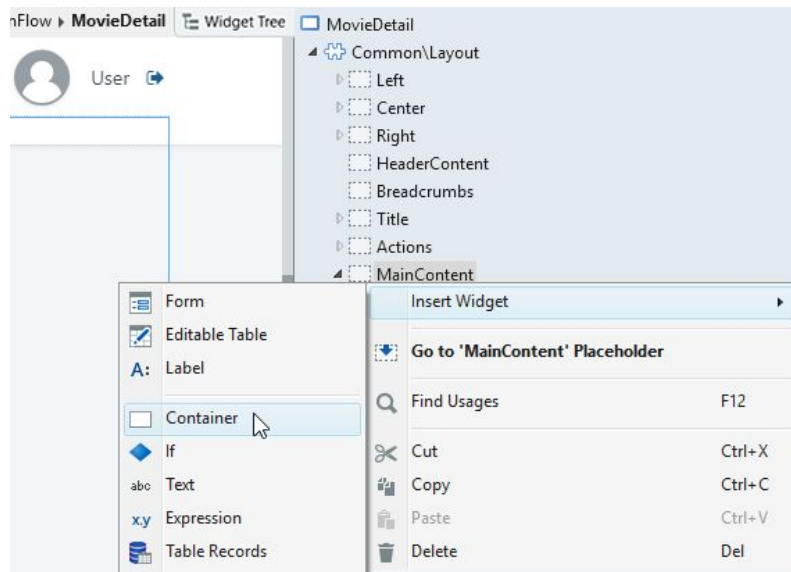 nFlow ▸ MovieDetail Widget Tree MovieDetail
Common\Layout
User
Left
Center
Right
HeaderContent
Breadcrumbs
Title
Actions
MainContent
Form
Editable Table
A: Label
Container
If
abc Text
x.y Expression
Table Records
Insert Widget
Go to 'MainContent' Placeholder
Find Usages F12
Cut Ctrl+X
Copy Ctrl+C
Paste Ctrl+V
Delete Del